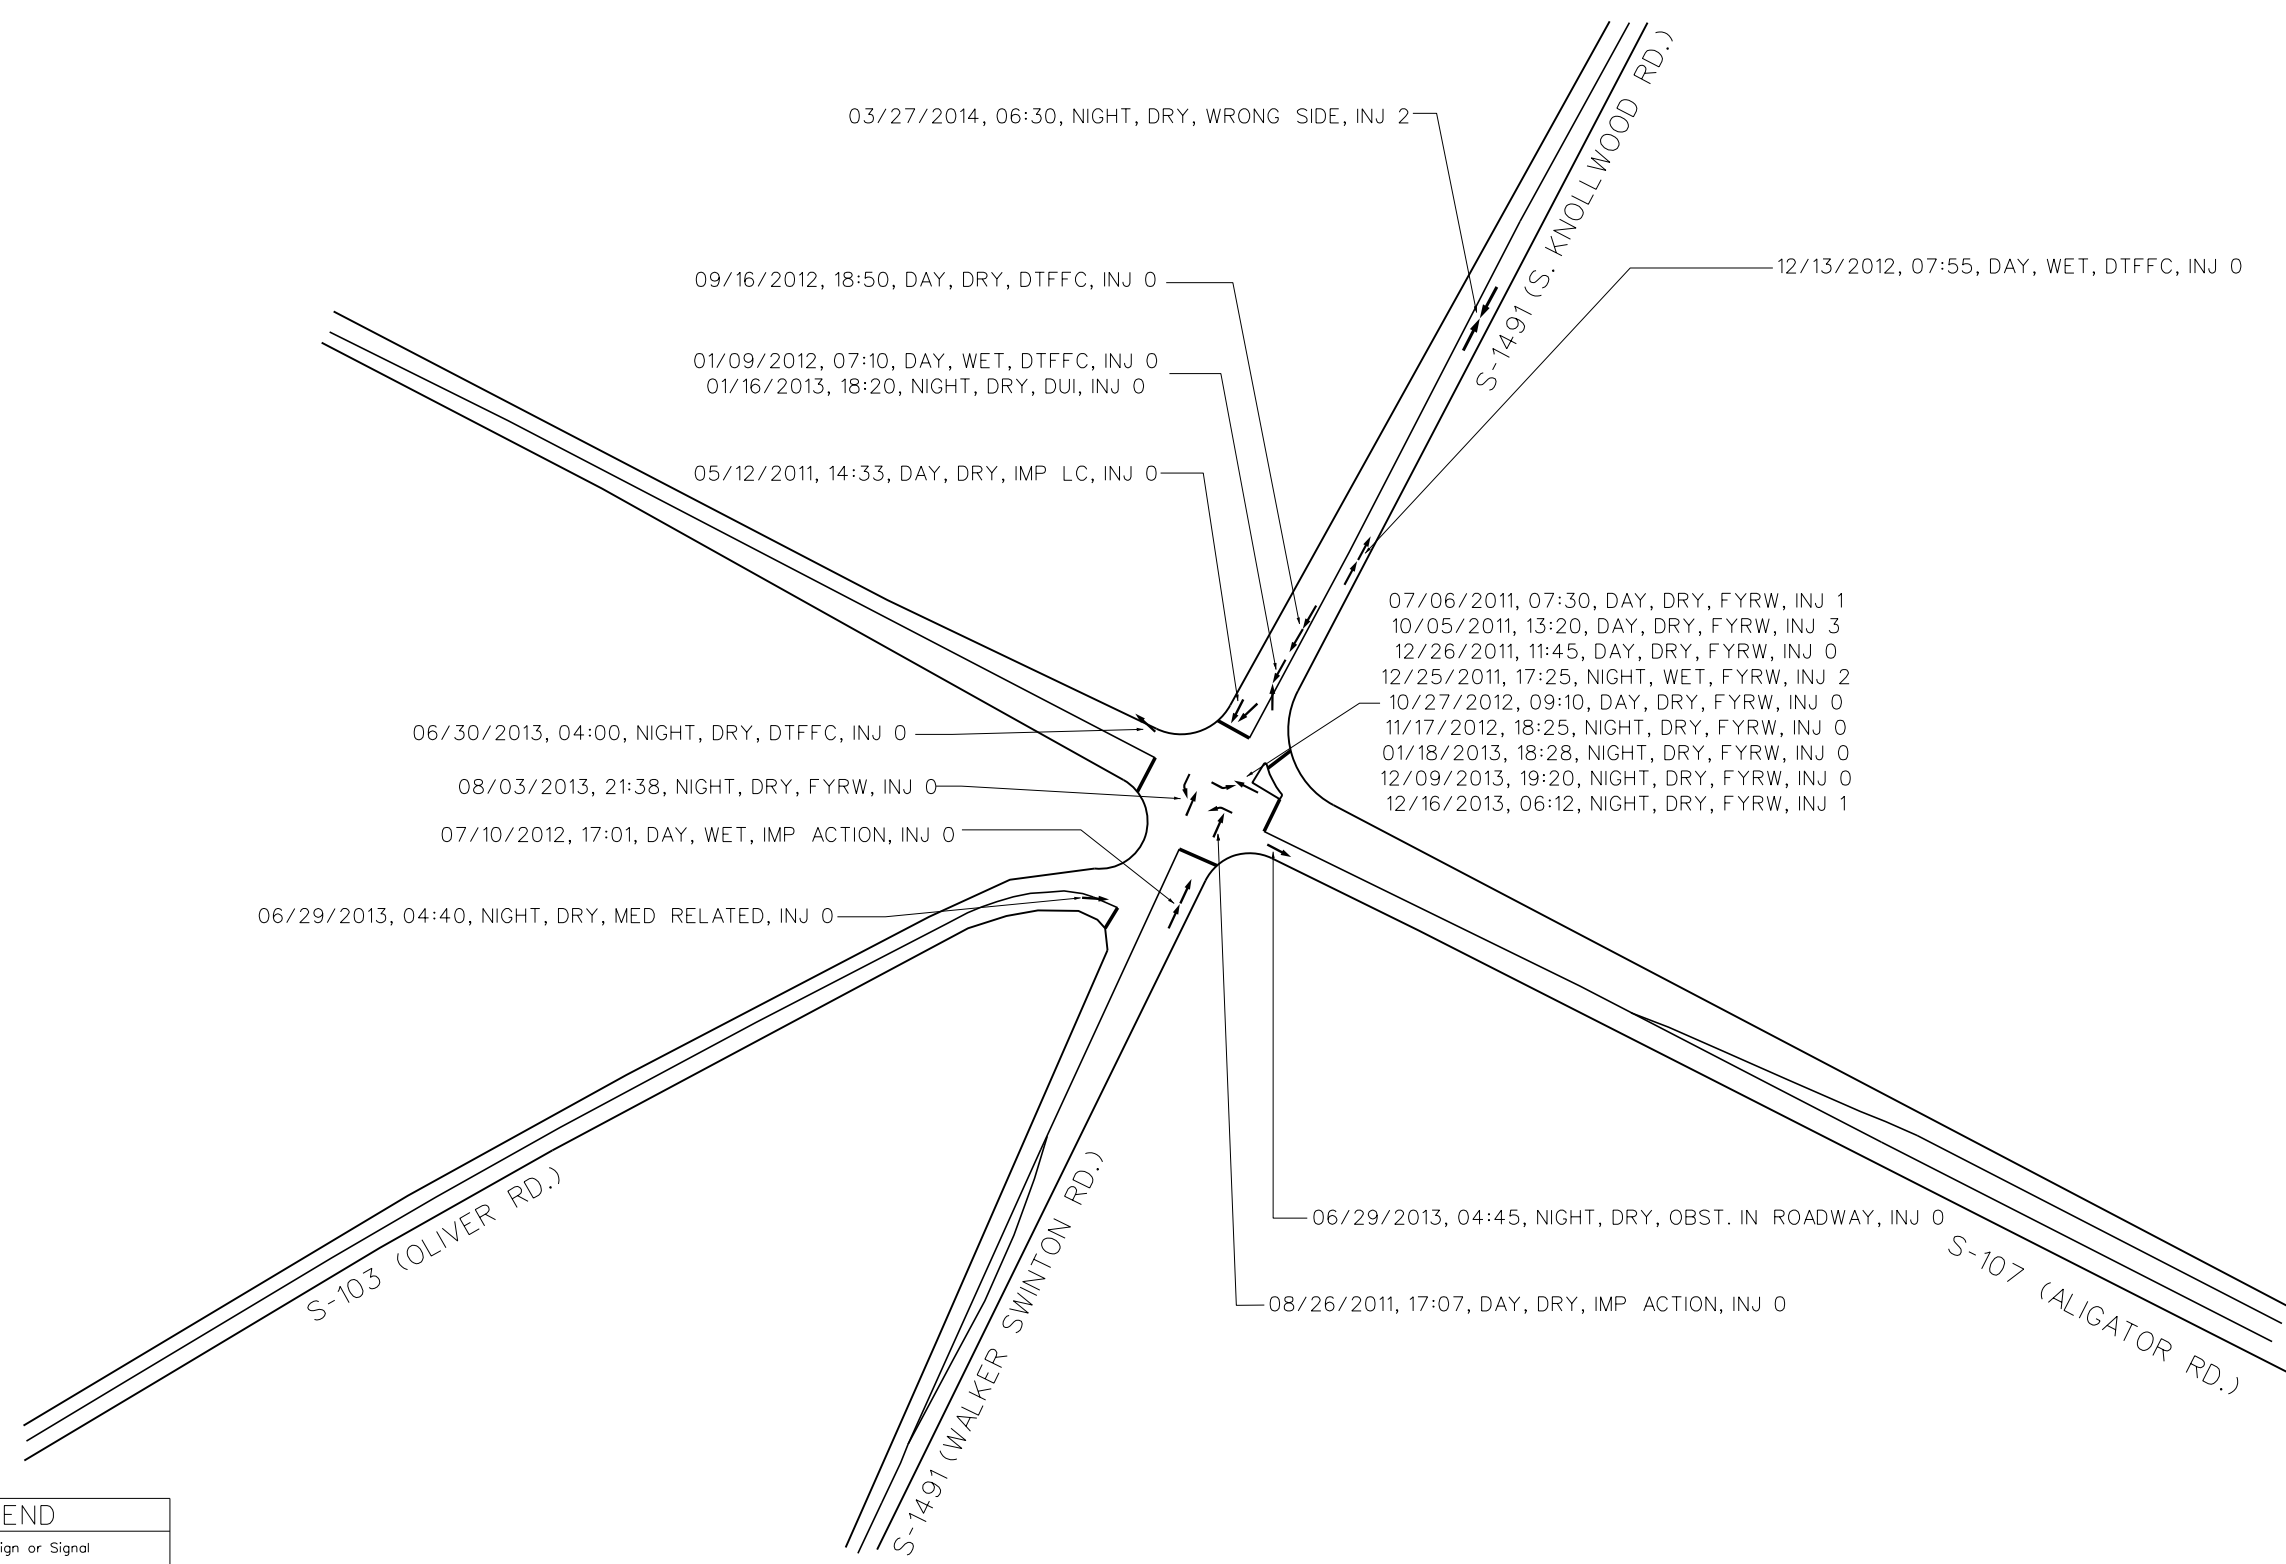 S-1491 (S. KNOLLWOOD RD.)
03/27/2014, 06:30, NIGHT, DRY, WRONG SIDE, INJ 2
12/13/2012, 07:55, DAY, WET, DTFFC, INJ 0
09/16/2012, 18:50, DAY, DRY, DTFFC, INJ 0
01/09/2012, 07:10, DAY, WET, DTFFC, INJ 0
01/16/2013, 18:20, NIGHT, DRY, DUI, INJ 0
05/12/2011, 14:33, DAY, DRY, IMP LC, INJ 0
07/06/2011, 07:30, DAY, DRY, FYRW, INJ 1
10/05/2011, 13:20, DAY, DRY, FYRW, INJ 3
12/26/2011, 11:45, DAY, DRY, FYRW, INJ 0
12/25/2011, 17:25, NIGHT, WET, FYRW, INJ 2
10/27/2012, 09:10, DAY, DRY, FYRW, INJ 0
11/17/2012, 18:25, NIGHT, DRY, FYRW, INJ 0
01/18/2013, 18:28, NIGHT, DRY, FYRW, INJ 0
12/09/2013, 19:20, NIGHT, DRY, FYRW, INJ 0
12/16/2013, 06:12, NIGHT, DRY, FYRW, INJ 1
06/30/2013, 04:00, NIGHT, DRY, DTFFC, INJ 0
08/03/2013, 21:38, NIGHT, DRY, FYRW, INJ 0
07/10/2012, 17:01, DAY, WET, IMP ACTION, INJ 0
06/29/2013, 04:40, NIGHT, DRY, MED RELATED, INJ 0
S-103 (OLIVER RD.)
S-1491 (WALKER SWINTON RD.)
06/29/2013, 04:45, NIGHT, DRY, OBST. IN ROADWAY, INJ 0
S-107 (ALIGATOR RD.)
08/26/2011, 17:07, DAY, DRY, IMP ACTION, INJ 0
END
ign or Signal